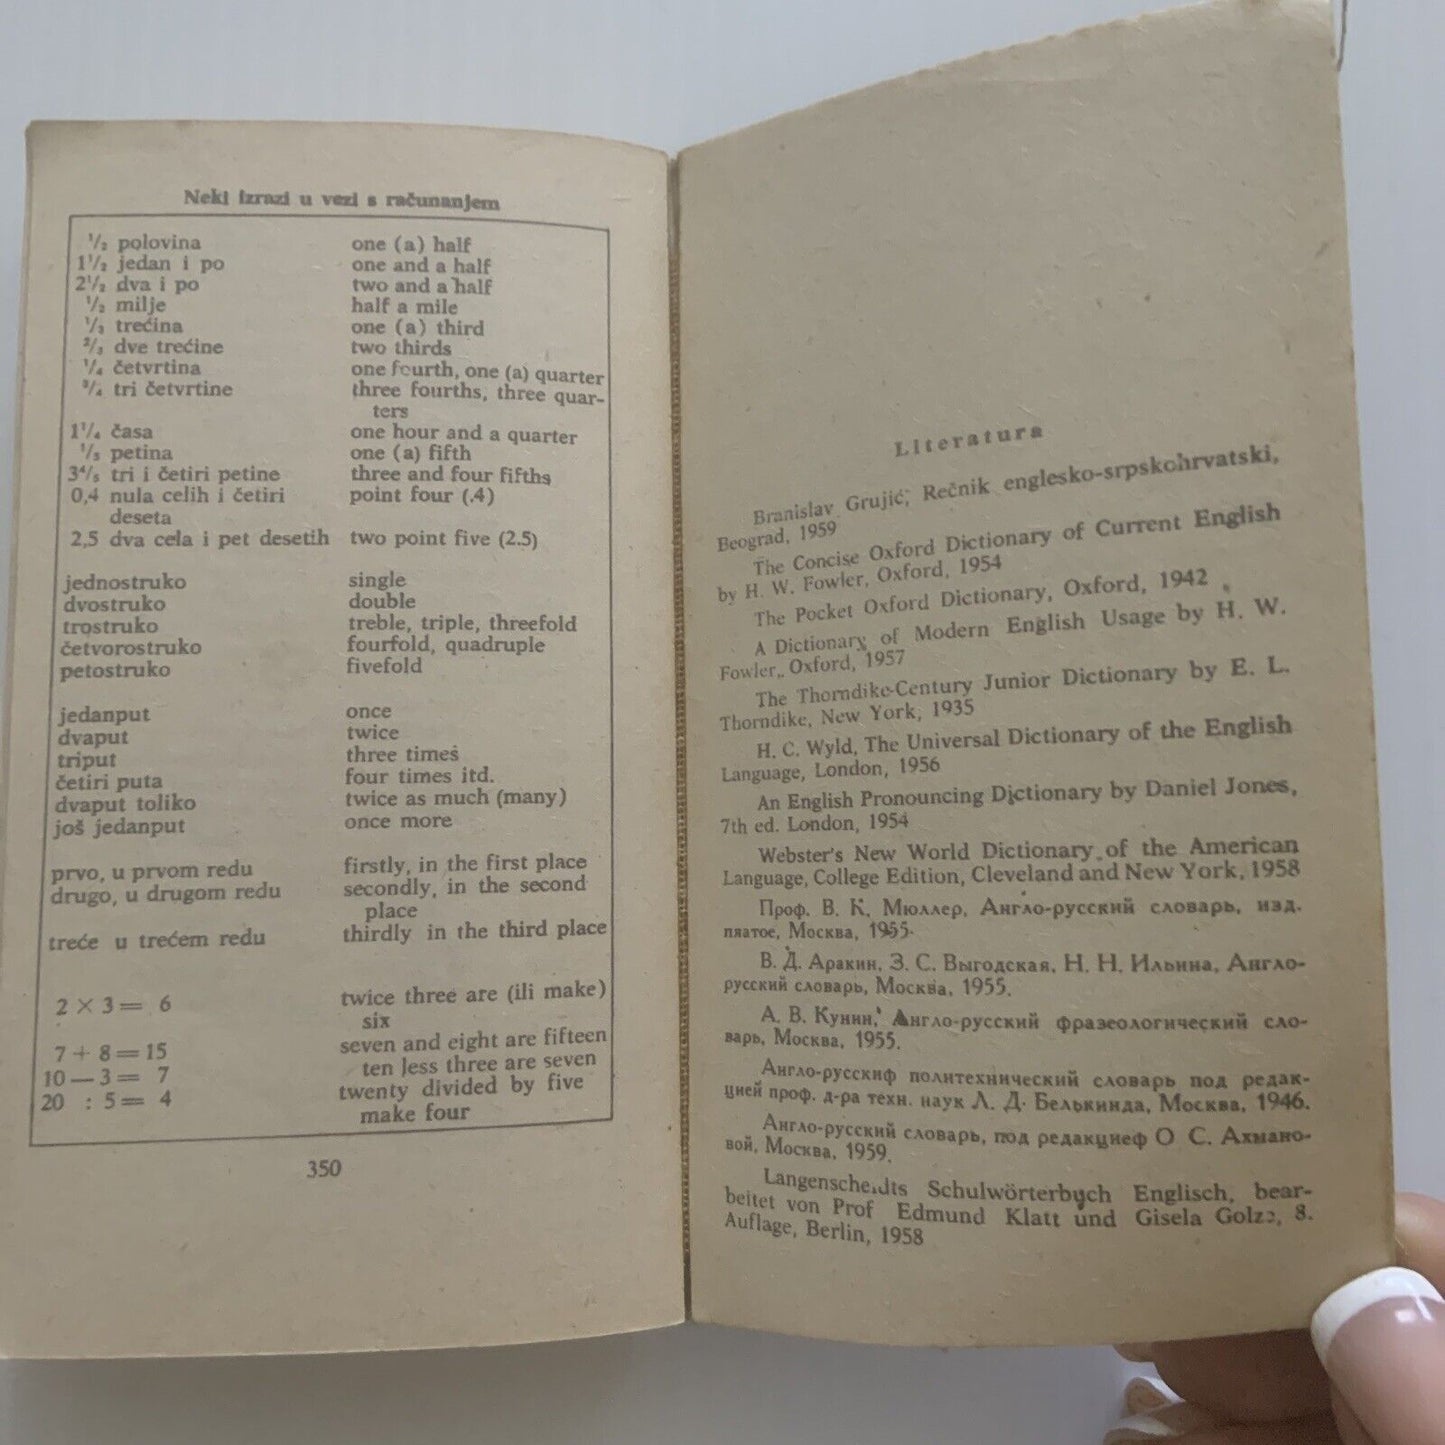 Neki izrazi u vezi s računanjem
1/2 polovina one (a) half
1 1/2 jedan i po one and a half
2 1/2 dva i po two and a half
1/2 milje half a mile
1/3 trećina one (a) third
2/3 dve trećine two thirds
1/4 četvrtina one fourth, one (a) quarter
3/4 tri četvrtine three fourths, three quar-
ters
1 1/4 časa one hour and a quarter
1/5 petina one (a) fifth
3 4/5 tri i četiri petine three and four fifths
0,4 nula celih i četiri point four (.4)
deseta
2,5 dva cela i pet desetih two point five (2.5)
jednostruko single
dvostruko double
trostruko treble, triple, threefold
četvorostruko fourfold, quadruple
petostruko fivefold
jedanput once
dvaput twice
triput three times
četiri puta four times itd.
dvaput toliko twice as much (many)
još jedanput once more
prvo, u prvom redu firstly, in the first place
drugo, u drugom redu secondly, in the second
place
treće u trećem redu thirdly in the third place
2 × 3 = 6 twice three are (ili make)
six
7 + 8 = 15 seven and eight are fifteen
10 — 3 = 7 ten less three are seven
20 : 5 = 4 twenty divided by five
make four
350
Literatura
Branislav Grujić, Rečnik englesko-srpskohrvatski,
Beograd, 1959
The Concise Oxford Dictionary of Current English
by H. W. Fowler, Oxford, 1954
The Pocket Oxford Dictionary, Oxford, 1942
A Dictionary of Modern English Usage by H. W.
Fowler, Oxford, 1957
The Thorndike-Century Junior Dictionary by E. L.
Thorndike, New York, 1935
H. C. Wyld, The Universal Dictionary of the English
Language, London, 1956
An English Pronouncing Dictionary by Daniel Jones,
7th ed. London, 1954
Webster's New World Dictionary of the American
Language, College Edition, Cleveland and New York, 1958
Проф. В. К. Мюллер, Англо-русский словарь, изд.
пяатое, Москва, 1955.
В. Д. Аракин, З. С. Выгодская, Н. Н. Ильина, Англо-
русский словарь, Москва, 1955.
А. В. Кунин, Англо-русский фразеологический сло-
варь, Москва, 1955.
Англо-русскиф политехнический словарь под редак-
цией проф. д-ра техн. наук Л. Д. Белькинда, Москва, 1946.
Англо-русский словарь, под редакциеф О С. Ахмано-
вой, Москва, 1959.
Langenscheidts Schulwörterbuch Englisch, bear-
beitet von Prof Edmund Klatt und Gisela Golze, 8.
Auflage, Berlin, 1958